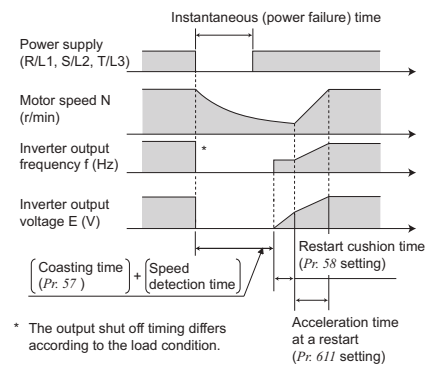 Instantaneous (power failure) time
Power supply
(R/L1, S/L2, T/L3)
Motor speed N
(r/min)
Inverter output
frequency f (Hz)
*
Inverter output
voltage E (V)
Coasting time
(Pr. 57 )
+
Speed
detection time
Restart cushion time
(Pr. 58 setting)
Acceleration time
at a restart
(Pr. 611 setting)
* The output shut off timing differs
according to the load condition.